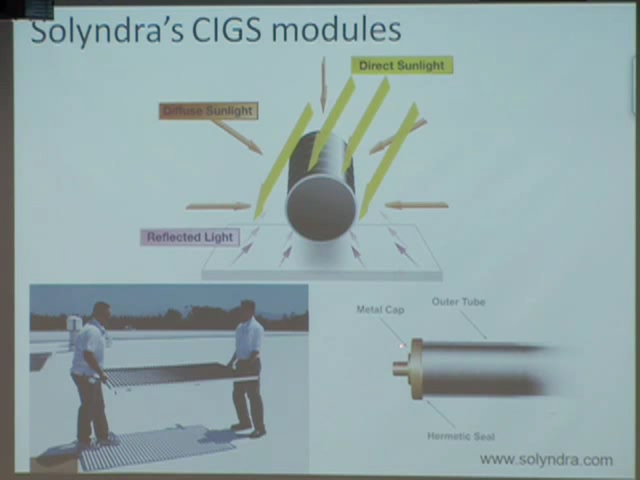 Solyndra's CIGS modules
Direct Sunlight
Diffuse Sunlight
Reflected Light
Outer Tube
Metal Cap
Hermetic Seal
www.solyndra.com